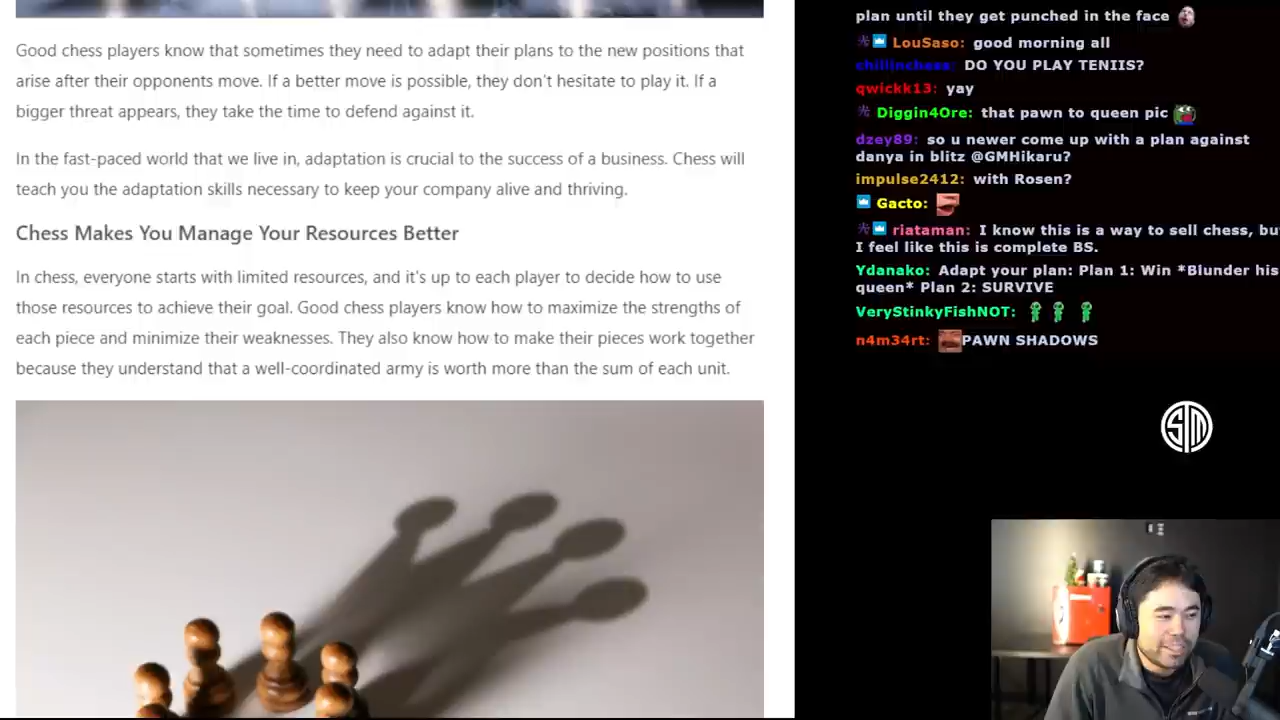 Good chess players know that sometimes they need to adapt their plans to the new positions that
arise after their opponents move. If a better move is possible, they don't hesitate to play it. If a
bigger threat appears, they take the time to defend against it.
In the fast-paced world that we live in, adaptation is crucial to the success of a business. Chess will
teach you the adaptation skills necessary to keep your company alive and thriving.
Chess Makes You Manage Your Resources Better
In chess, everyone starts with limited resources, and it's up to each player to decide how to use
those resources to achieve their goal. Good chess players know how to maximize the strengths of
each piece and minimize their weaknesses. They also know how to make their pieces work together
because they understand that a well-coordinated army is worth more than the sum of each unit.
plan until they get punched in the face
LouSaso: good morning all
chillinchess: DO YOU PLAY TENIIS?
qwickk13: yay
Diggin4Ore: that pawn to queen pic
dzey89: so u newer come up with a plan against
danya in blitz @GMHikaru?
impulse2412: with Rosen?
Gacto:
riataman: I know this is a way to sell chess, bu
I feel like this is complete BS.
Ydanako: Adapt your plan: Plan 1: Win *Blunder his
queen* Plan 2: SURVIVE
VeryStinkyFishNOT:
n4m34rt: PAWN SHADOWS
TSM